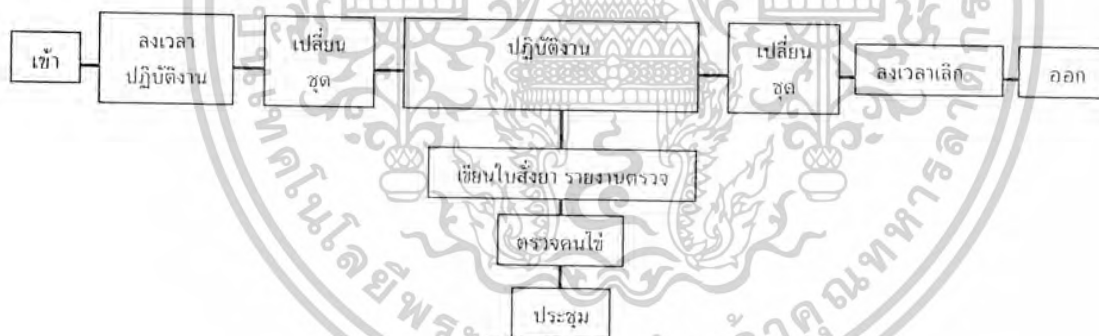 เข้า
ลงเวลา
ปฏิบัติงาน
เปลี่ยน
ชุด
ปฏิบัติงาน
เปลี่ยน
ชุด
ลงเวลาเลิก
ออก
เขียนใบสั่งยา รายงานตรวจ
ตรวจคนไข้
ประชุม